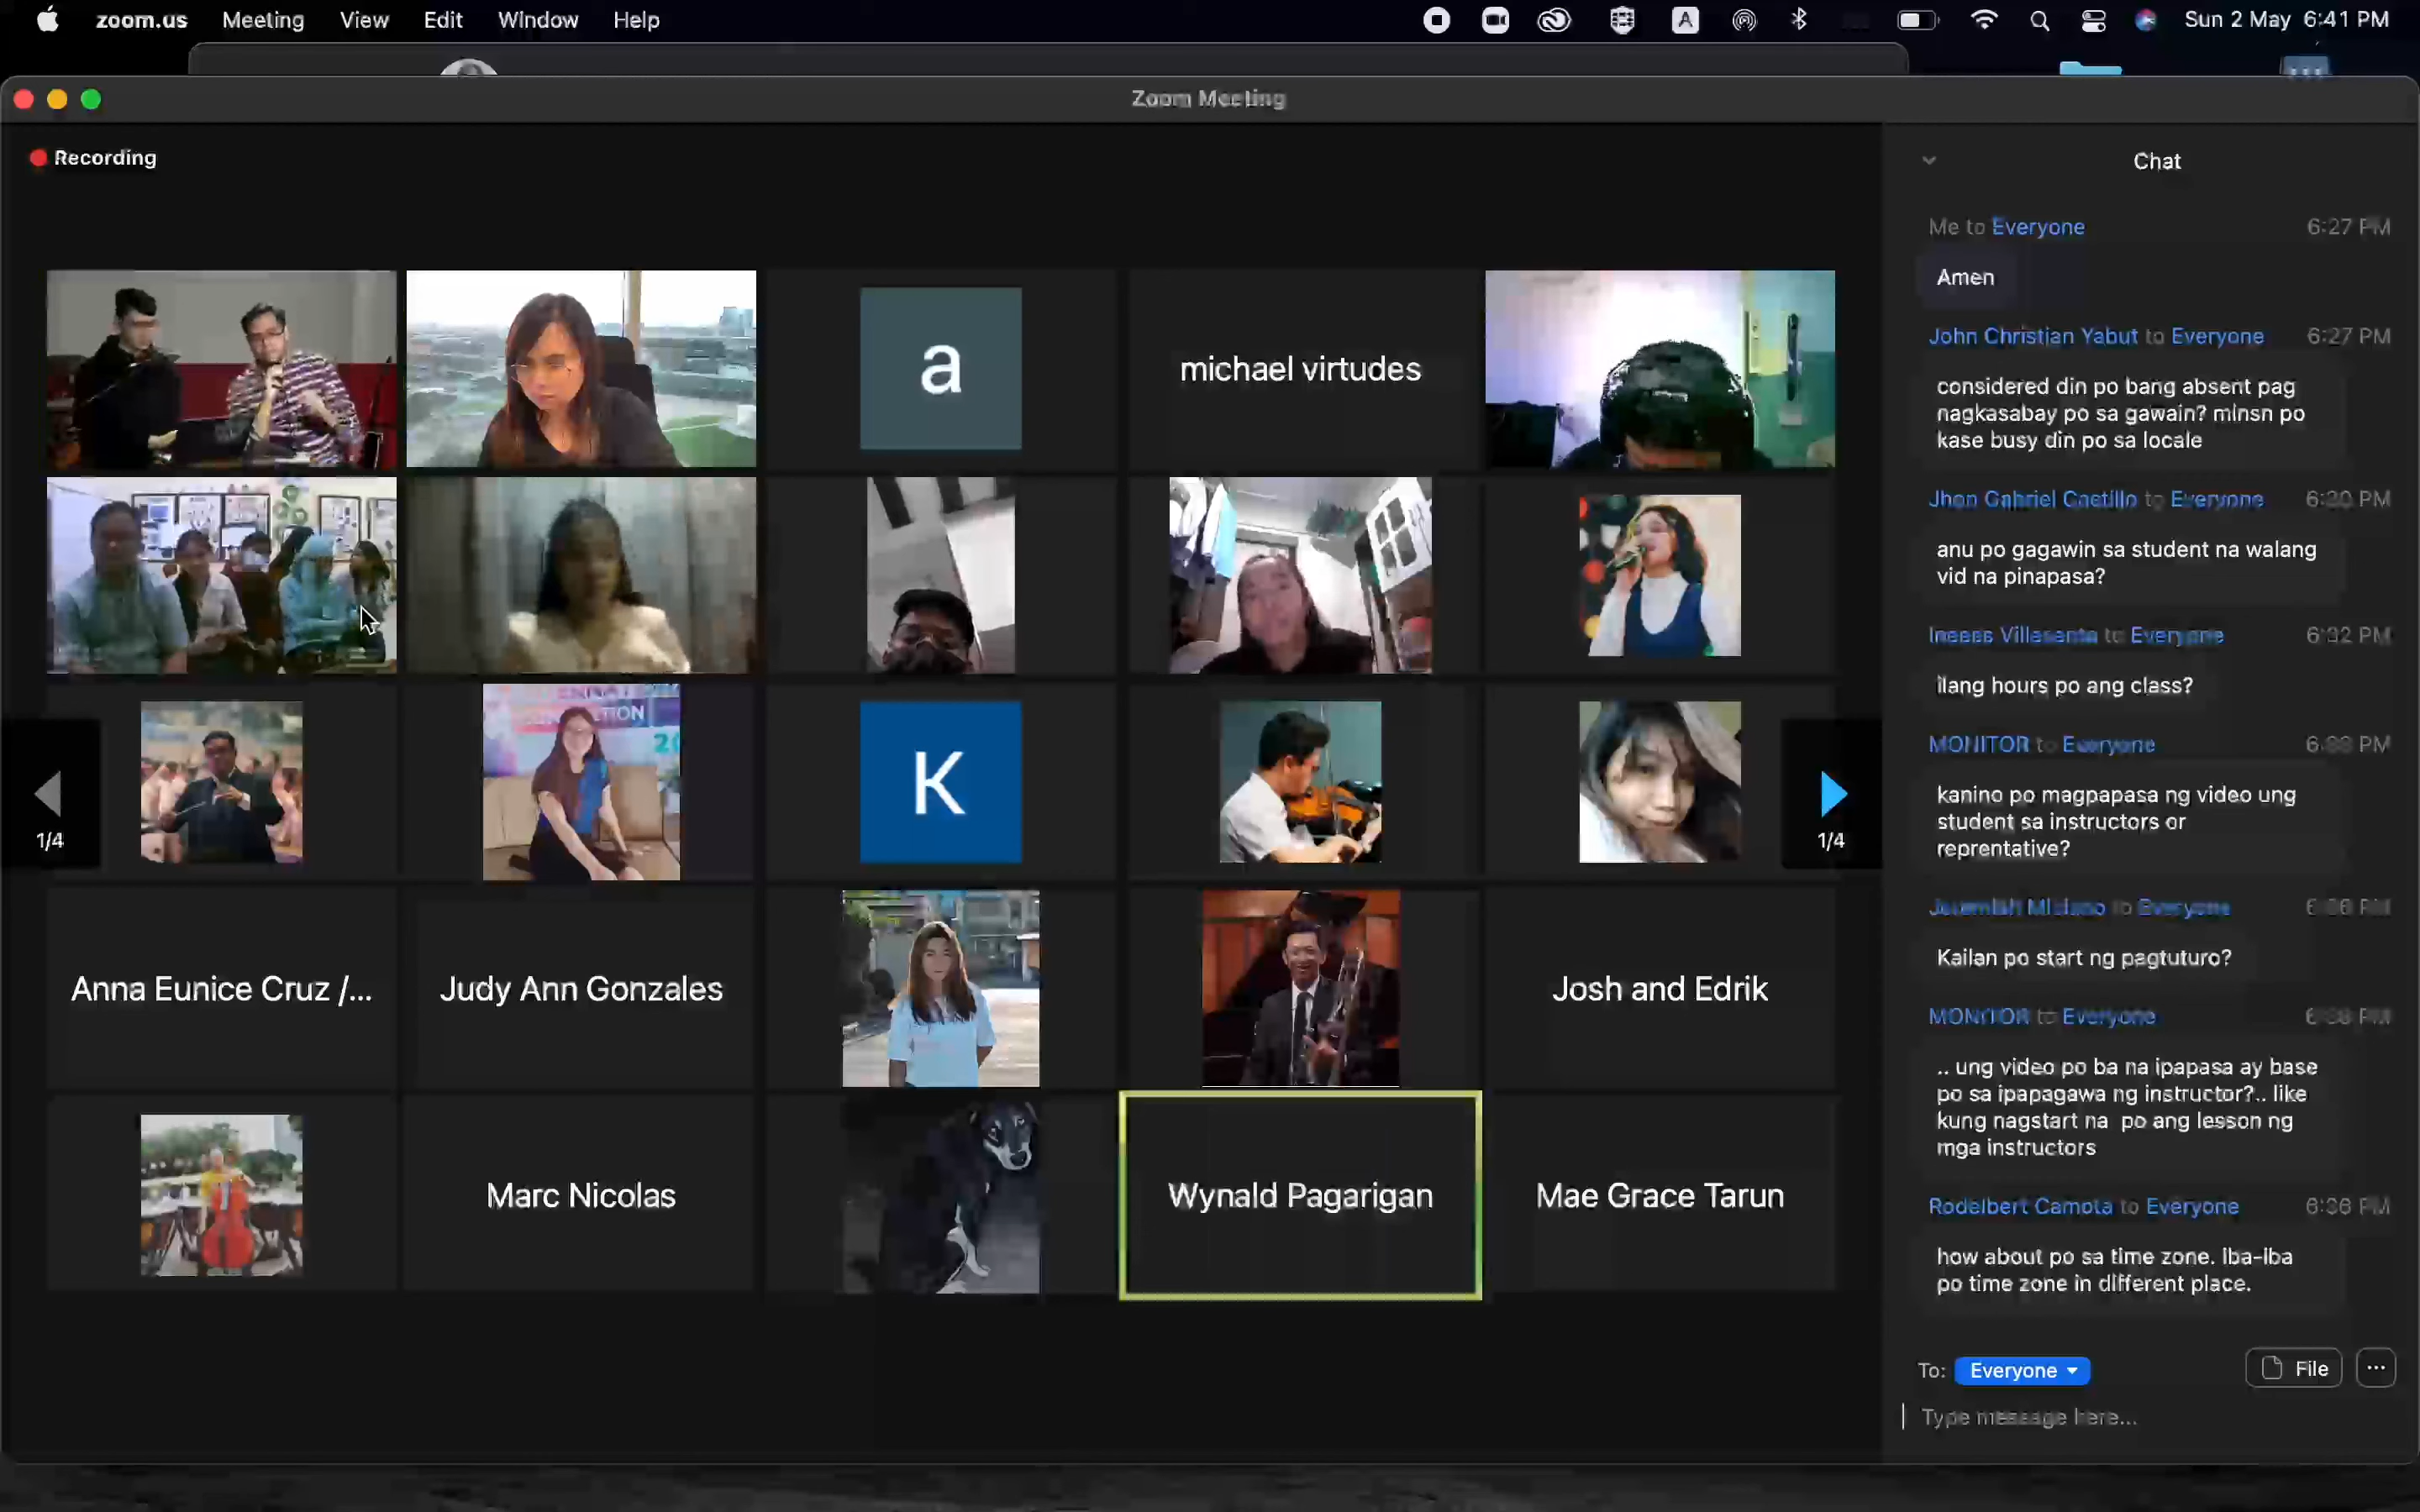 zoom.us Meeting View Edit Window Help
A
Sun 2 May 6:41 PM
Zoom Meeting
Recording
a
michael virtudes
K
1/4
1/4
Anna Eunice Cruz /...
Judy Ann Gonzales
Josh and Edrik
Marc Nicolas
Wynald Pagarigan
Mae Grace Tarun
Chat
Me to Everyone 6:27 PM
Amen
John Christian Yabut to Everyone 6:27 PM
considered din po bang absent pag
nagkasabay po sa gawain? minsn po
kase busy din po sa locale
Jhon Gabriel Castillo to Everyone
anu po gagawin sa student na walang
vid na pinapasa?
Villasanta to Everyone
ilang hours po ang class?
MONITOR to Everyone
kanino po magpapasa ng video ung
student sa instructors or
reprentative?
to Everyone
Kailan po start ng pagtuturo?
MONITOR to Everyone
.. ung video po ba na ipapasa ay base
po sa ipapagawa ng instructor?.. like
kung nagstart na po ang lesson ng
mga instructors
Rodelbert Camota to Everyone
how about po sa time zone. iba-iba
po time zone in different place.
To: Everyone
File
Type message here...